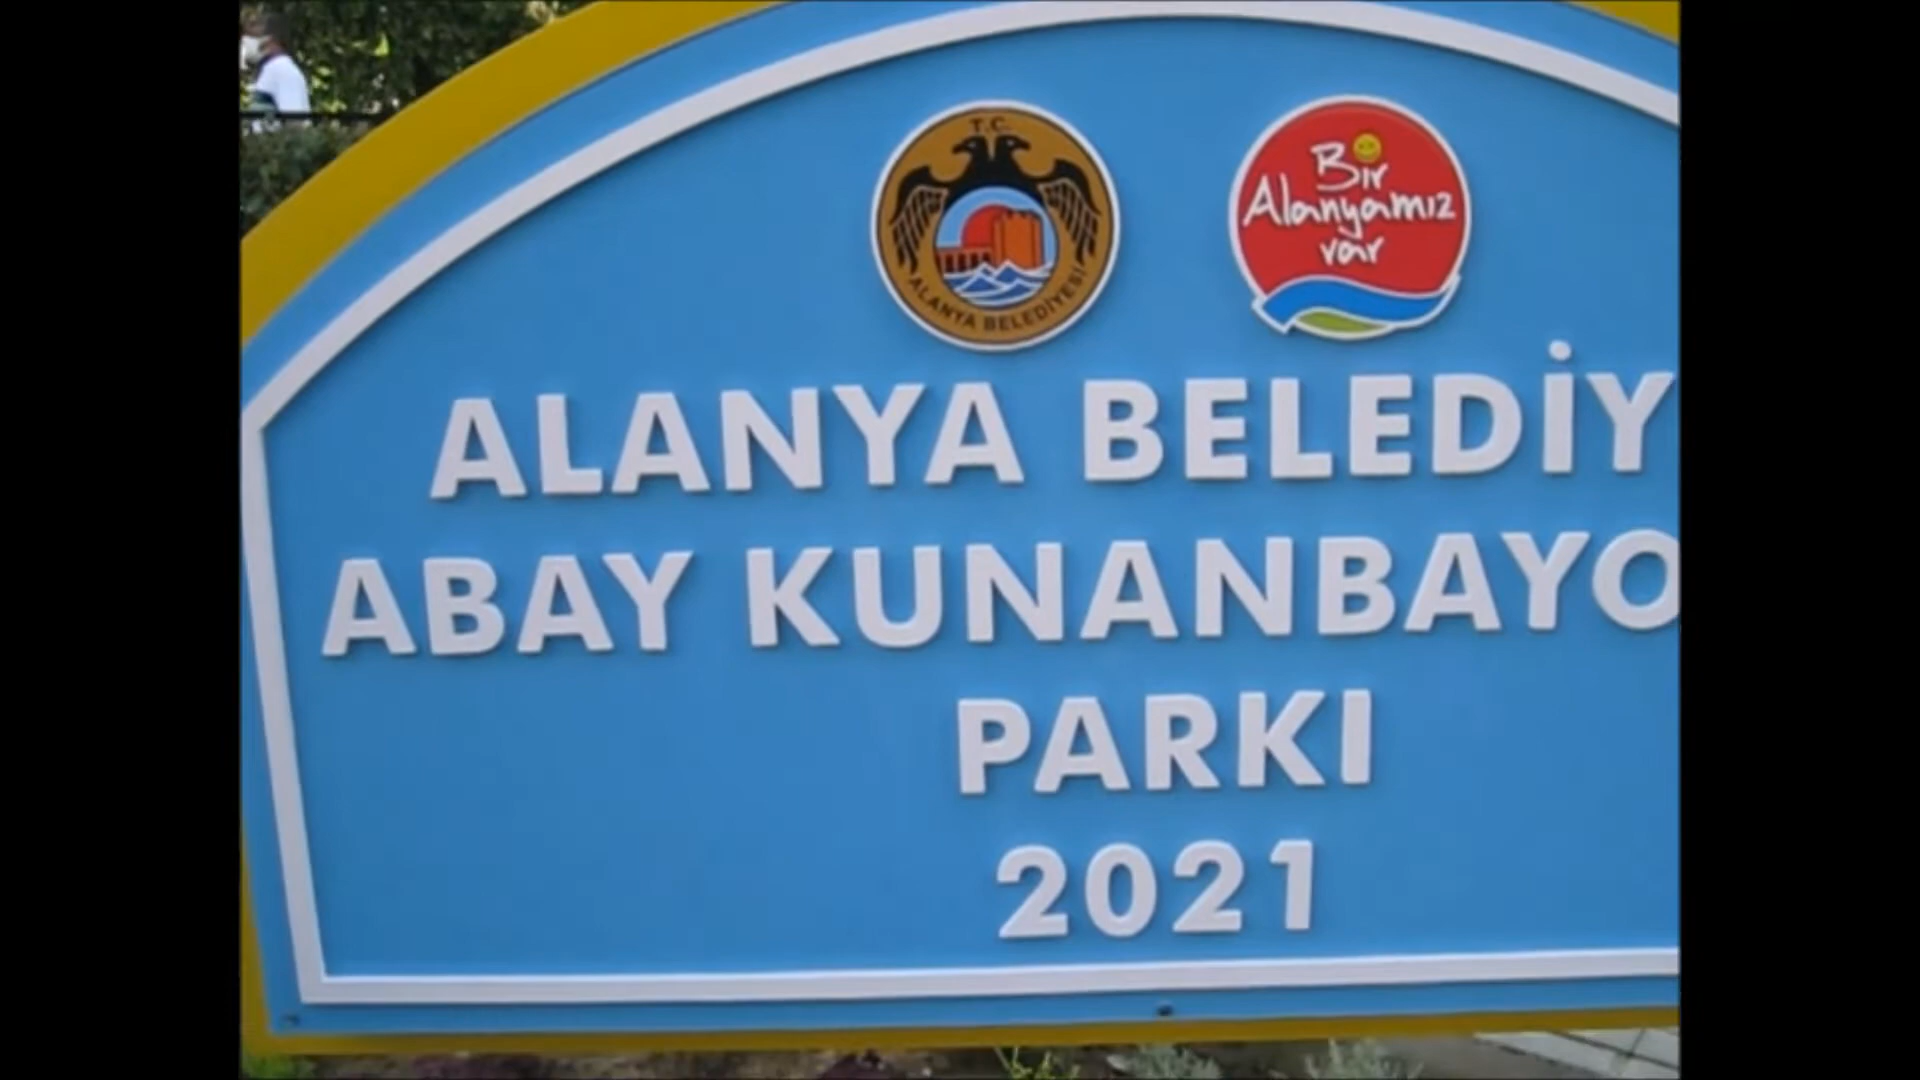 T.C.
ALANYA BELEDİYESİ
Bir
Alanyamız
var
ALANYA BELEDİY
ABAY KUNANBAYO
PARKI
2021